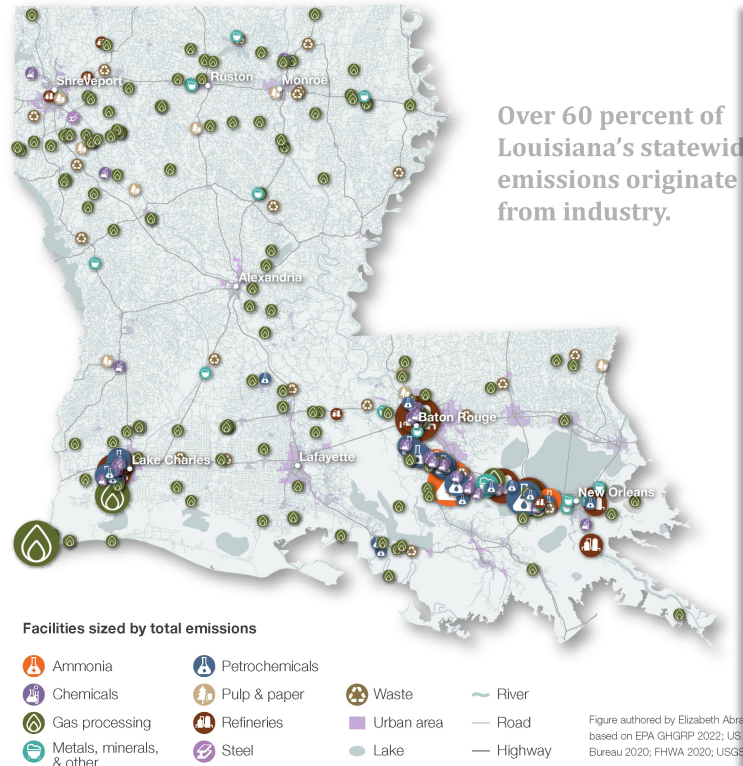 Shreveport
Ruston
Monroe
Over 60 percent of
Louisiana's statewid
emissions originate
from industry.
Alexandria
Baton Rouge
Lake Charles
Lafayette
New Orleans
Facilities sized by total emissions
Ammonia
Chemicals
Gas processing
Metals, minerals,
& other
Petrochemicals
Pulp & paper
Refineries
Steel
Waste
Urban area
Lake
River
Road
Highway
Figure authored by Elizabeth Abra
based on EPA GHGRP 2022; US
Bureau 2020; FHWA 2020; USGS